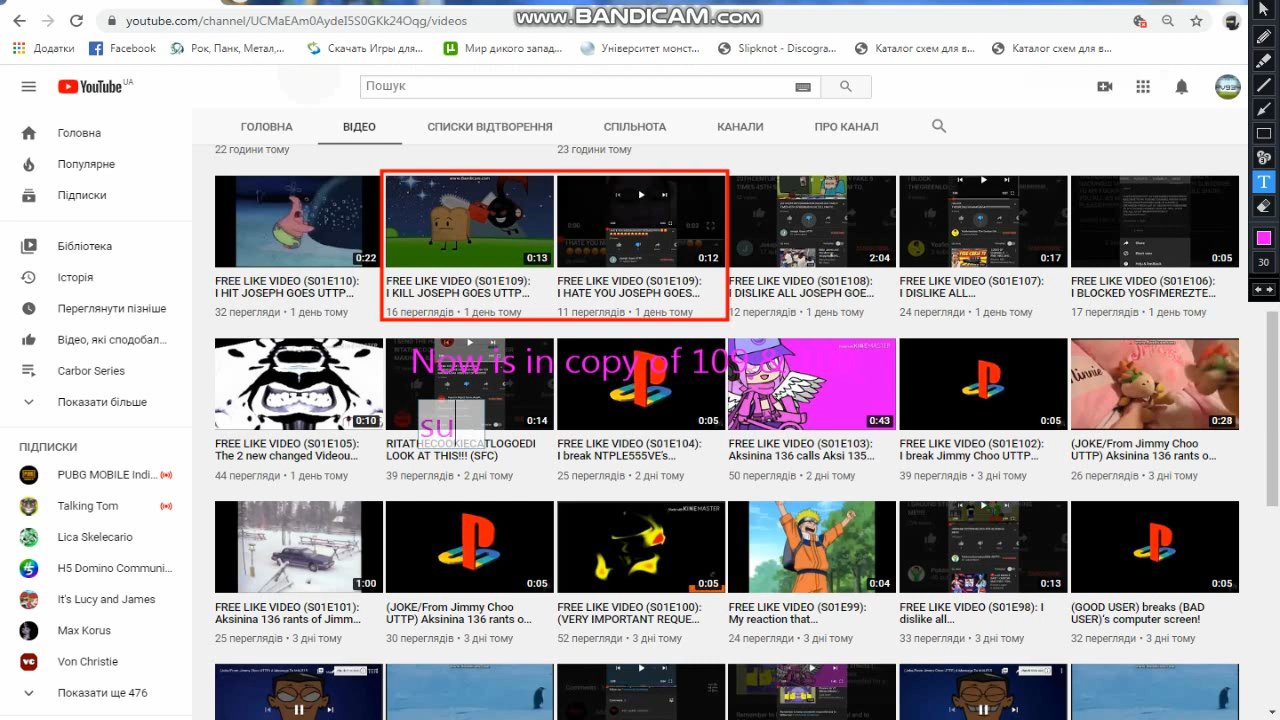 youtube.com/channel/UCMaEAm0AydeI5S0GKk24Oqg/videos
www.BANDICAM.com
Додатки
Facebook
Рок, Панк, Метал,...
Скачать Игры для...
Мир дикого запад...
Університет монст...
Slipknot - Discogra...
Каталог схем для в...
Каталог схем для в...
YouTube UA
Пошук
ГОЛОВНА
ВІДЕО
СПИСКИ ВІДТВОРЕННЯ
СПІЛЬНОТА
КАНАЛИ
ПРО КАНАЛ
Головна
Популярне
Підписки
Бібліотека
Історія
Переглянути пізніше
Відео, які сподобал...
Carbor Series
Показати більше
ПІДПИСКИ
PUBG MOBILE Indi...
Talking Tom
Lica Skelecario
H5 Domino Communi...
It's Lucy and James
Max Korus
Von Christie
Показати ще 476
22 години тому
23 години тому
0:22
FREE LIKE VIDEO (S01E110):
I HIT JOSEPH GOES UTTP...
32 перегляди • 1 день тому
www.Bandicam.com
0:13
FREE LIKE VIDEO (S01E109):
I KILL JOSEPH GOES UTTP...
16 переглядів • 1 день тому
0:12
FREE LIKE VIDEO (S01E109):
I HATE YOU JOSEPH GOES...
11 переглядів • 1 день тому
2:04
FREE LIKE VIDEO (S01E108):
I DISLIKE ALL JOSEPH GOE...
12 переглядів • 1 день тому
0:17
FREE LIKE VIDEO (S01E107):
I DISLIKE ALL...
24 перегляди • 1 день тому
Share
Save
Help & feedback
0:05
FREE LIKE VIDEO (S01E106):
I BLOCKED YOSFIMEREZTE...
17 переглядів • 1 день тому
Now is in copy of 109
su
0:10
FREE LIKE VIDEO (S01E105):
The 2 new changed Videou...
44 перегляди • 1 день тому
0:14
RITATHECOOKIECATLOGOEDI
LOOK AT THIS!!! (SFC)
39 переглядів • 2 дні тому
0:05
FREE LIKE VIDEO (S01E104):
I break NTPLE555VE's...
25 переглядів • 2 дні тому
KINEMASTER
0:43
FREE LIKE VIDEO (S01E103):
Aksinina 136 calls Aksi 135...
50 переглядів • 2 дні тому
0:05
FREE LIKE VIDEO (S01E102):
I break Jimmy Choo UTTP...
39 переглядів • 3 дні тому
Minnie
0:28
(JOKE/From Jimmy Choo
UTTP) Aksinina 136 rants o...
26 переглядів • 3 дні тому
1:00
FREE LIKE VIDEO (S01E101):
Aksinina 136 rants of Jimm...
25 переглядів • 3 дні тому
0:05
(JOKE/From Jimmy Choo
UTTP) Aksinina 136 rants o...
30 переглядів • 3 дні тому
KINEMASTER
0:05
FREE LIKE VIDEO (S01E100):
(VERY IMPORTANT REQUE...
52 перегляди • 3 дні тому
0:04
FREE LIKE VIDEO (S01E99):
My reaction that...
24 перегляди • 3 дні тому
0:13
FREE LIKE VIDEO (S01E98): I
dislike all...
33 перегляди • 3 дні тому
0:05
(GOOD USER) breaks (BAD
USER)'s computer screen!
32 перегляди • 3 дні тому
T
30